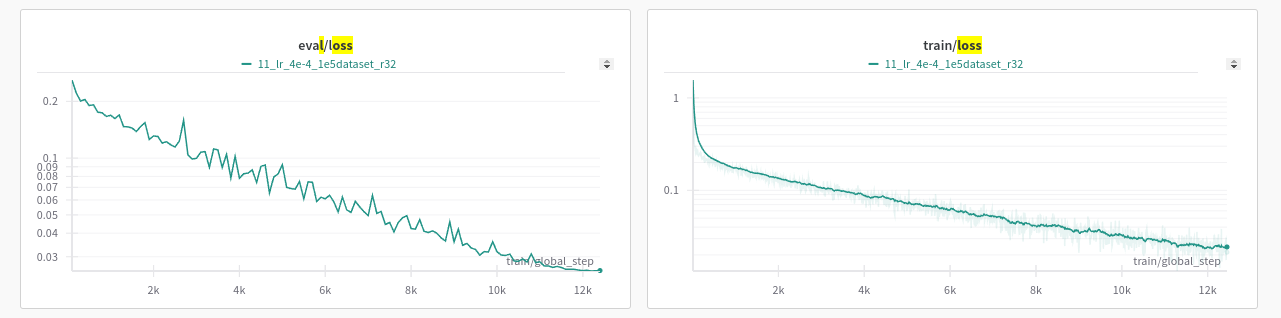 eval/loss
11_lr_4e-4_1e5dataset_r32
0.2
0.1
0.09
0.08
0.07
0.06
0.05
0.04
0.03
train/global_step
2k 4k 6k 8k 10k 12k
train/loss
11_lr_4e-4_1e5dataset_r32
1
0.1
train/global_step
2k 4k 6k 8k 10k 12k